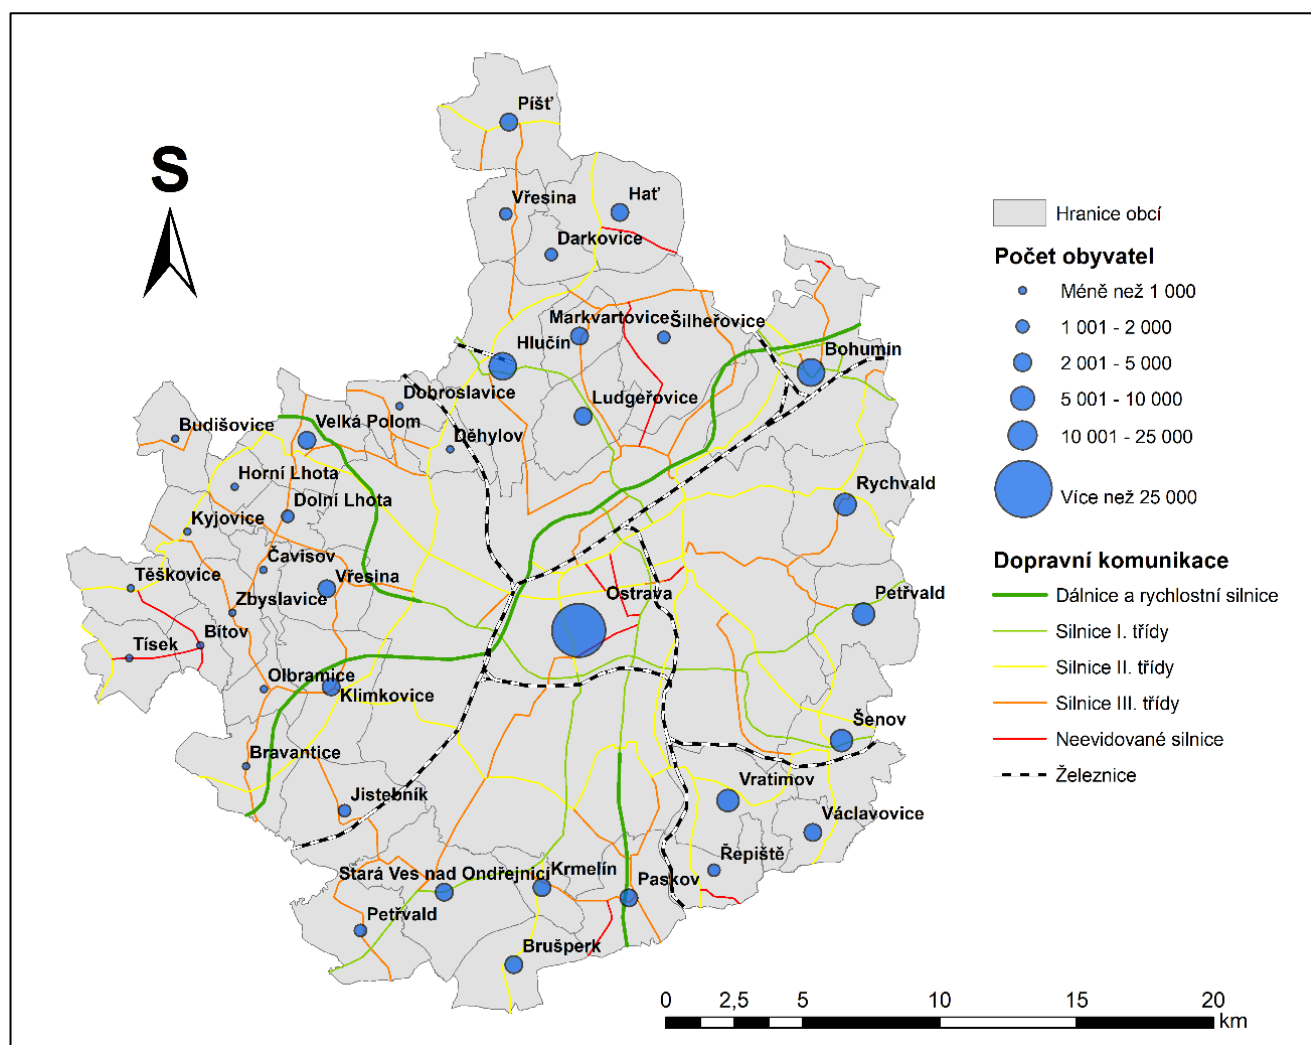 Píšť
S
Vřesina
Hať
Darkovice
Markvartovice
Šilheřovice
Hlučín
Bohumín
Dobroslavice
Ludgeřovice
Budišovice
Velká Polom
Děhylov
Horní Lhota
Dolní Lhota
Rychvald
Kyjovice
Čavisov
Těškovice
Vřesina
Zbyslavice
Ostrava
Petřvald
Tísek
Bítov
Olbramice
Klimkovice
Šenov
Bravantice
Vratimov
Jistebník
Václavovice
Řepiště
Stará Ves nad Ondřejnicí
Krmelín
Paskov
Petřvald
Brušperk
Hranice obcí
Počet obyvatel
Méně než 1 000
1 001 - 2 000
2 001 - 5 000
5 001 - 10 000
10 001 - 25 000
Více než 25 000
Dopravní komunikace
Dálnice a rychlostní silnice
Silnice I. třídy
Silnice II. třídy
Silnice III. třídy
Neevidované silnice
Železnice
0 2,5 5 10 15 20
km